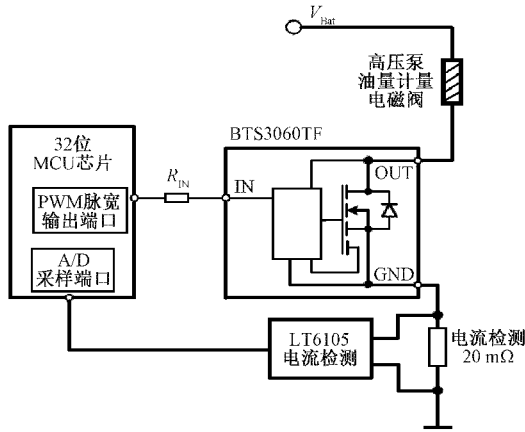 V_Bat
高压泵
油量计量
电磁阀
32位
MCU芯片
PWM脉宽
输出端口
A/D
采样端口
R_IN
BTS3060TF
IN
OUT
GND
LT6105
电流检测
电流检测
20 mΩ